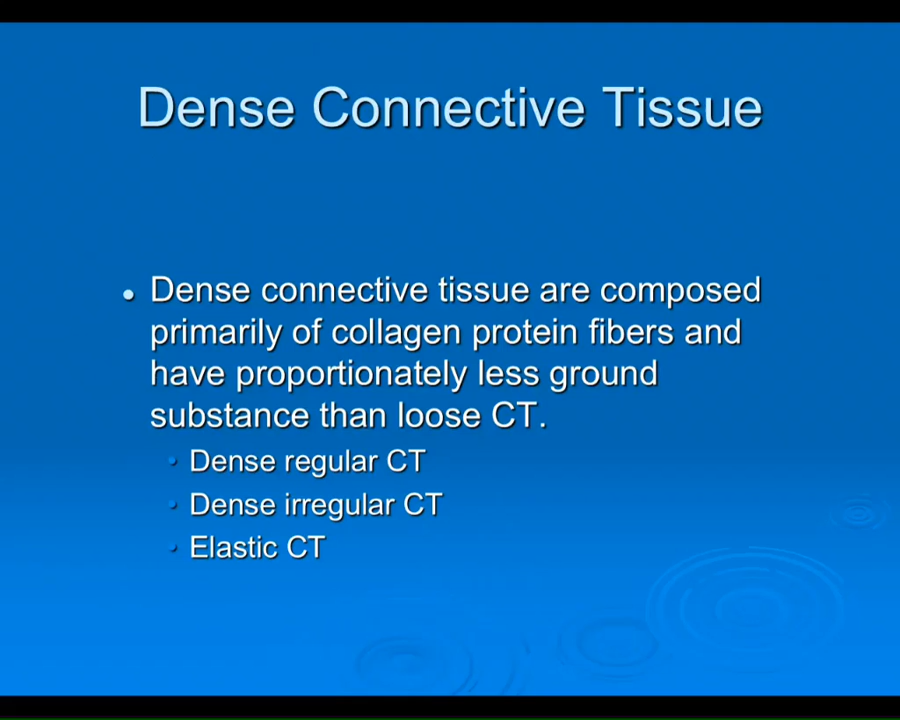 Dense Connective Tissue
• Dense connective tissue are composed
primarily of collagen protein fibers and
have proportionately less ground
substance than loose CT.
• Dense regular CT
• Dense irregular CT
• Elastic CT